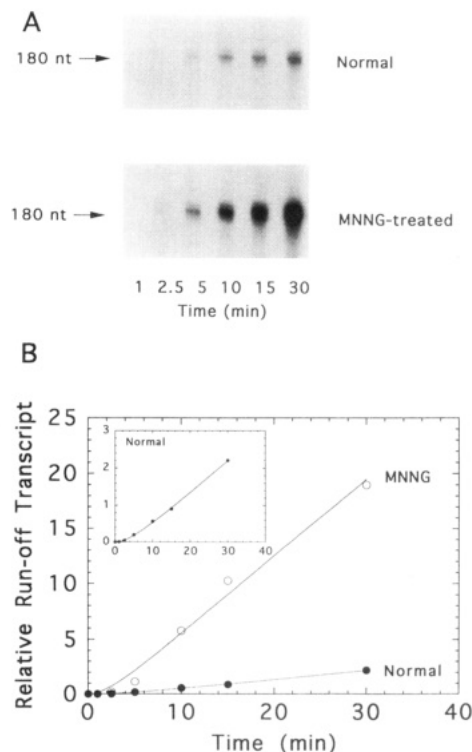 A
180 nt
Normal
180 nt
MNNG-treated
1 2.5 5 10 15 30
Time (min)
B
Relative Run-off Transcript
25
20
15
10
5
0
3
2
1
0
Normal
0 10 20 30 40
MNNG
Normal
0 10 20 30 40
Time (min)